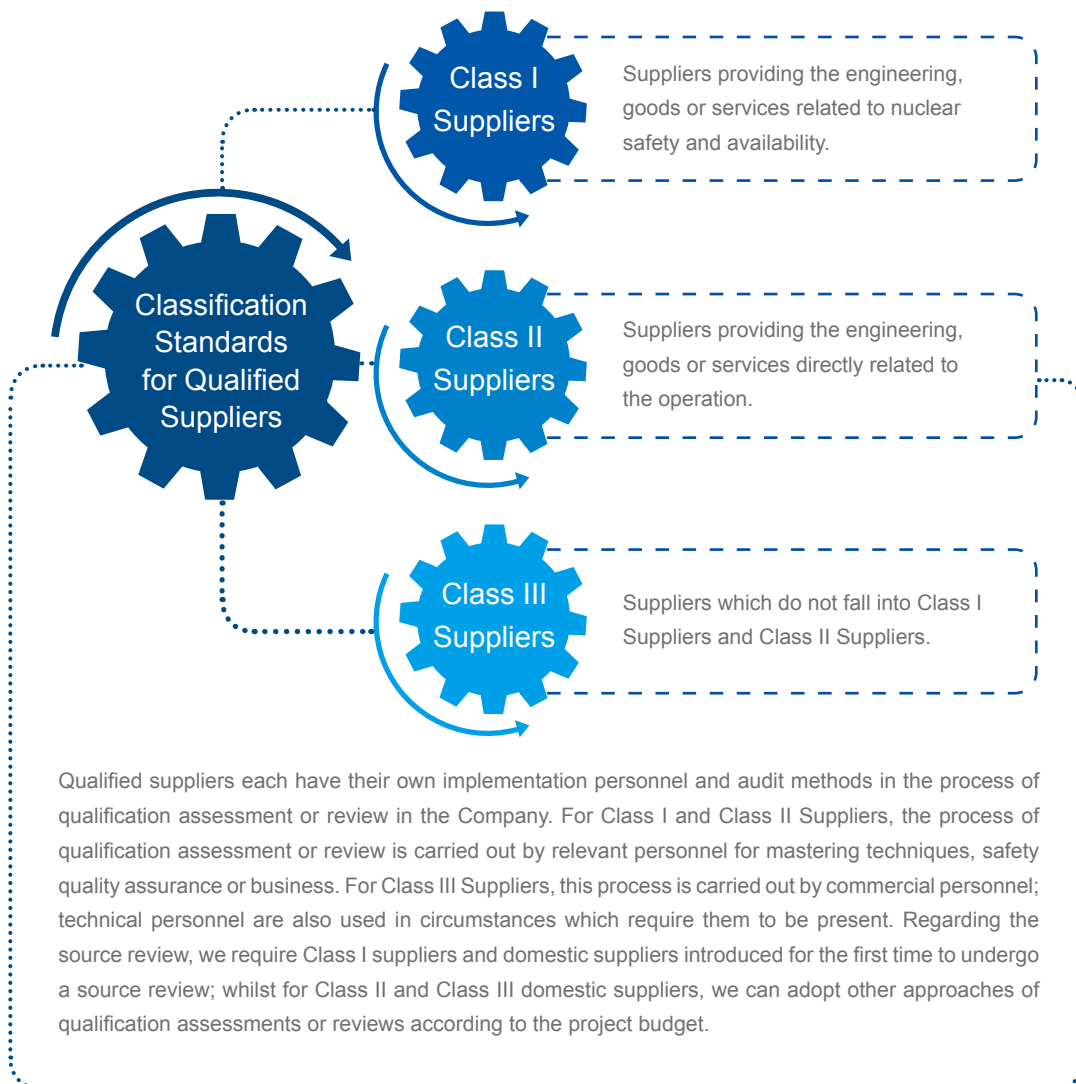 Class I
Suppliers
Suppliers providing the engineering,
goods or services related to nuclear
safety and availability.
Classification
Standards
for Qualified
Suppliers
Class II
Suppliers
Suppliers providing the engineering,
goods or services directly related to
the operation.
Class III
Suppliers
Suppliers which do not fall into Class I
Suppliers and Class II Suppliers.
Qualified suppliers each have their own implementation personnel and audit methods in the process of
qualification assessment or review in the Company. For Class I and Class II Suppliers, the process of
qualification assessment or review is carried out by relevant personnel for mastering techniques, safety
quality assurance or business. For Class III Suppliers, this process is carried out by commercial personnel;
technical personnel are also used in circumstances which require them to be present. Regarding the
source review, we require Class I suppliers and domestic suppliers introduced for the first time to undergo
a source review; whilst for Class II and Class III domestic suppliers, we can adopt other approaches of
qualification assessments or reviews according to the project budget.